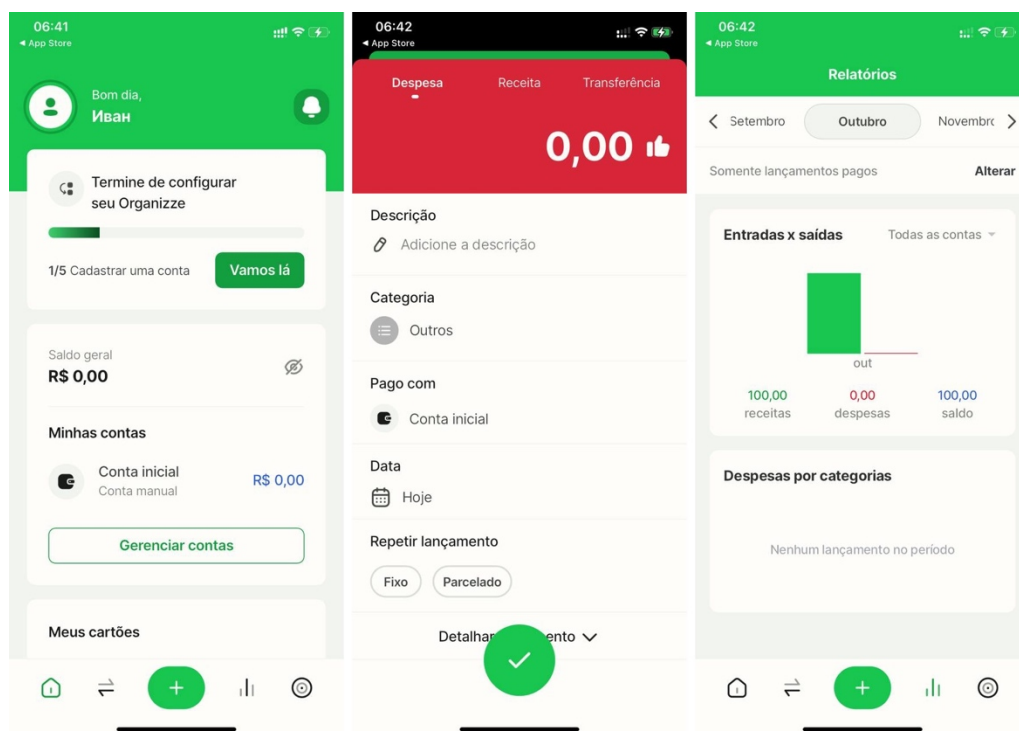 06:41
◄ App Store
Bom dia,
Иван
Termine de configurar
seu Organizze
1/5 Cadastrar uma conta
Vamos lá
Saldo geral
R$ 0,00
Minhas contas
Conta inicial
Conta manual
R$ 0,00
Gerenciar contas
Meus cartões
06:42
◄ App Store
Despesa Receita Transferência
0,00
Descrição
Adicione a descrição
Categoria
Outros
Pago com
Conta inicial
Data
Hoje
Repetir lançamento
Fixo Parcelado
06:42
◄ App Store
Relatórios
Setembro Outubro
Somente lançamentos pagos Alterar
Entradas x saídas Todas as contas
out
100,00 0,00 100,00
receitas despesas saldo
Despesas por categorias
Nenhum lançamento no período